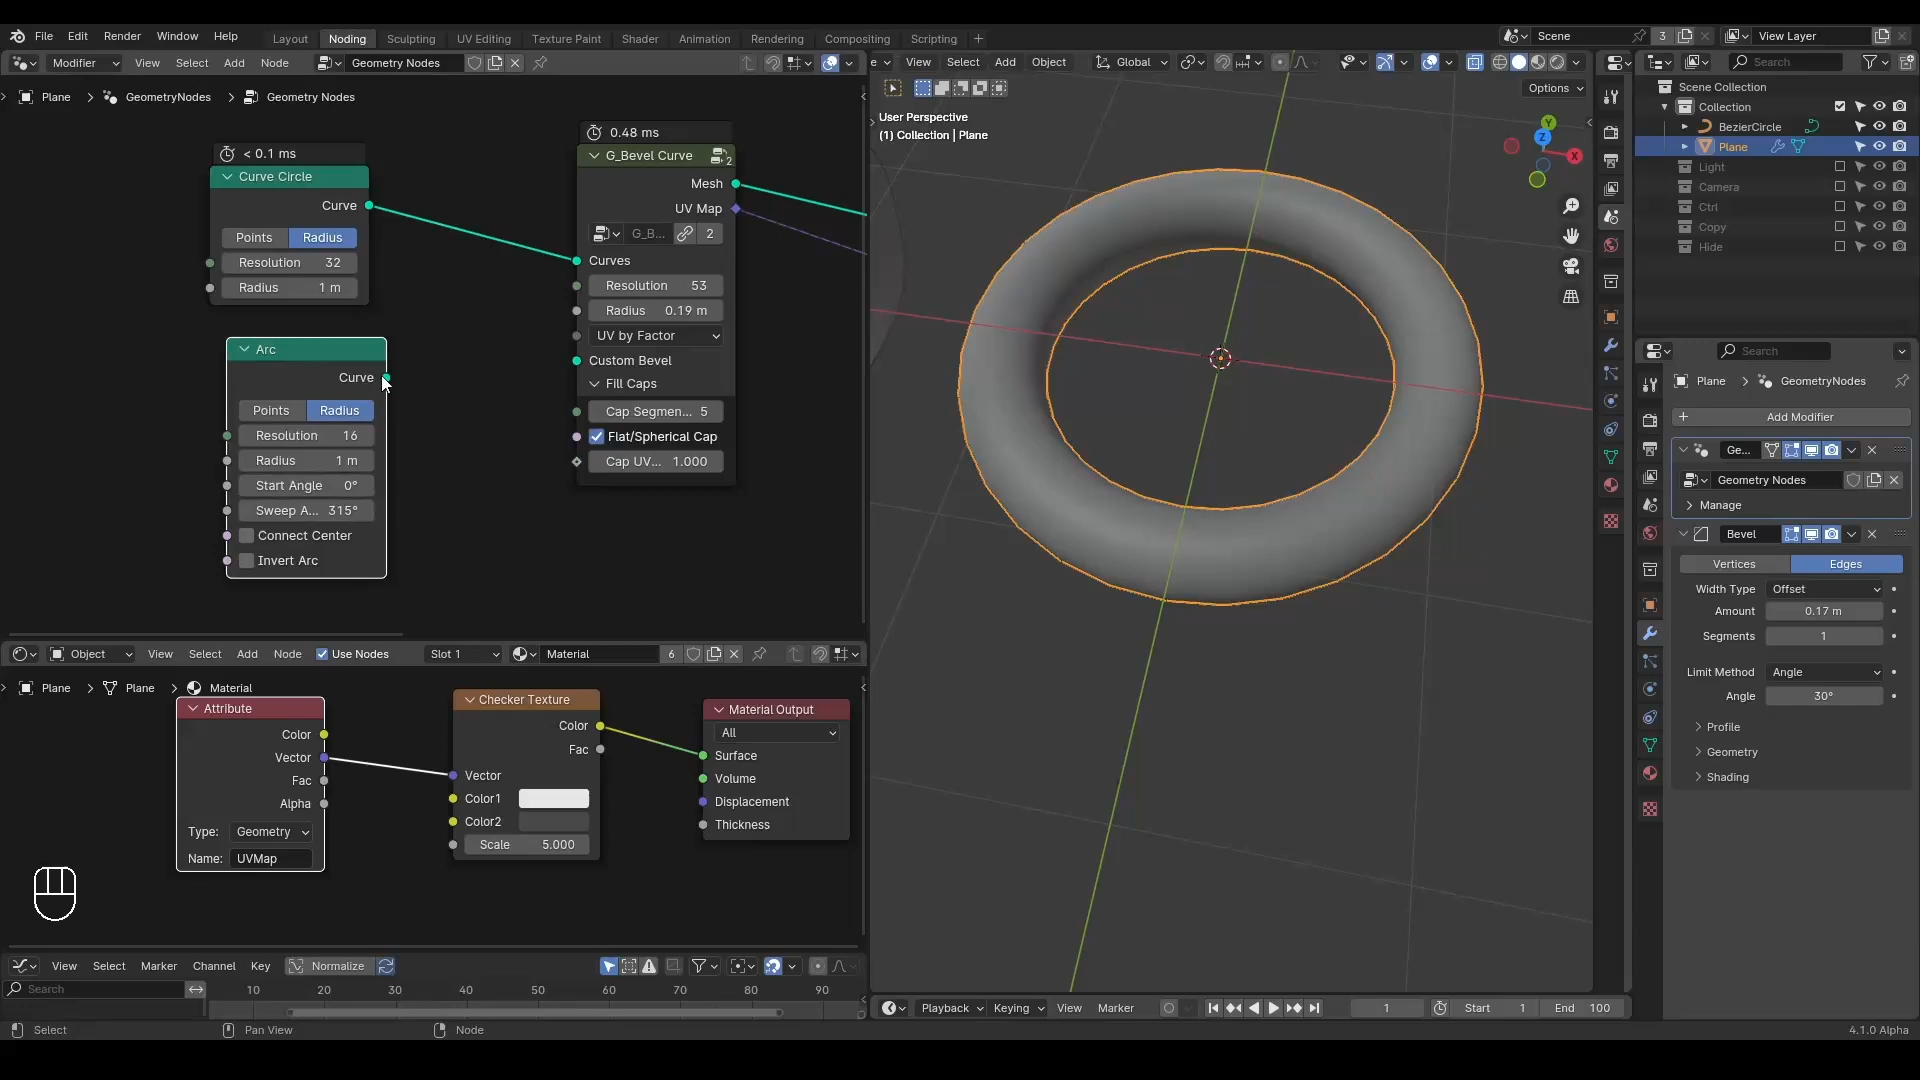 File Edit Render Window Help
Layout Noding Sculpting UV Editing Texture Paint Shader Animation Rendering Compositing Scripting +
Scene 3 View Layer
Modifier View Select Add Node Geometry Nodes
e View Select Add Object Global
Search
Plane > Geometry Nodes > Geometry Nodes
Options
User Perspective
(1) Collection | Plane
Scene Collection
Collection
BezierCircle
Plane
Light
Camera
Ctrl
Copy
Hide
< 0.1 ms
Curve Circle
Curve
Points Radius
Resolution 32
Radius 1 m
0.48 ms
G_Bevel Curve 2
Mesh
UV Map
G_B... 2
Curves
Resolution 53
Radius 0.19 m
UV by Factor
Custom Bevel
Fill Caps
Cap Segmen... 5
Flat/Spherical Cap
Cap UV... 1.000
Arc
Curve
Points Radius
Resolution 16
Radius 1 m
Start Angle 0°
Sweep A... 315°
Connect Center
Invert Arc
Y
Z
X
Search
Plane > GeometryNodes
Add Modifier
Ge...
Geometry Nodes
Manage
Bevel
Vertices Edges
Width Type Offset
Amount 0.17 m
Segments 1
Limit Method Angle
Angle 30°
Profile
Geometry
Shading
Object View Select Add Node Use Nodes Slot 1 Material 6
Plane > Plane > Material
Attribute
Color
Vector
Fac
Alpha
Type: Geometry
Name: UVMap
Checker Texture
Color
Fac
Vector
Color1
Color2
Scale 5.000
Material Output
All
Surface
Volume
Displacement
Thickness
View Select Marker Channel Key Normalize
Search
10 20 30 40 50 60 70 80 90
Playback Keying View Marker 1 Start 1 End 100
Select Pan View Node
4.1.0 Alpha